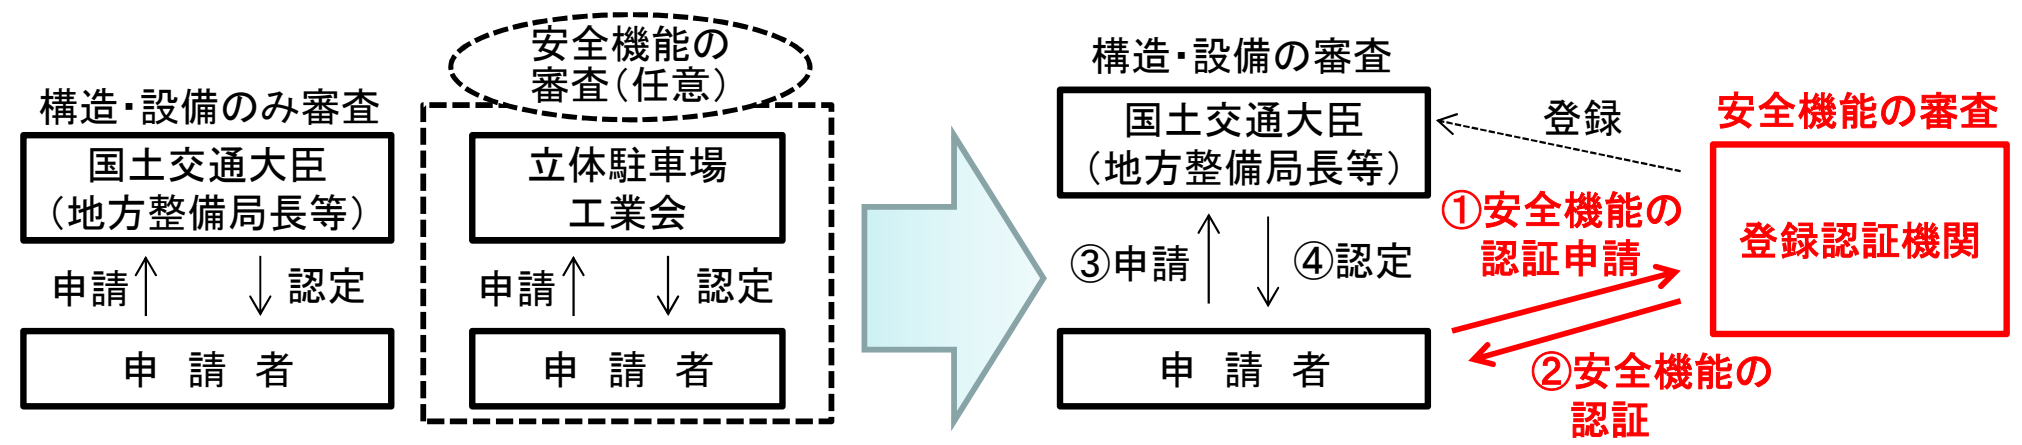 構造・設備のみ審査
国土交通大臣
（地方整備局長等）
申請
認定
申 請 者
安全機能の
審査（任意）
立体駐車場
工業会
申請
認定
申 請 者
構造・設備の審査
国土交通大臣
（地方整備局長等）
③申請
④認定
申 請 者
登録
安全機能の審査
登録認証機関
①安全機能の
認証申請
②安全機能の
認証